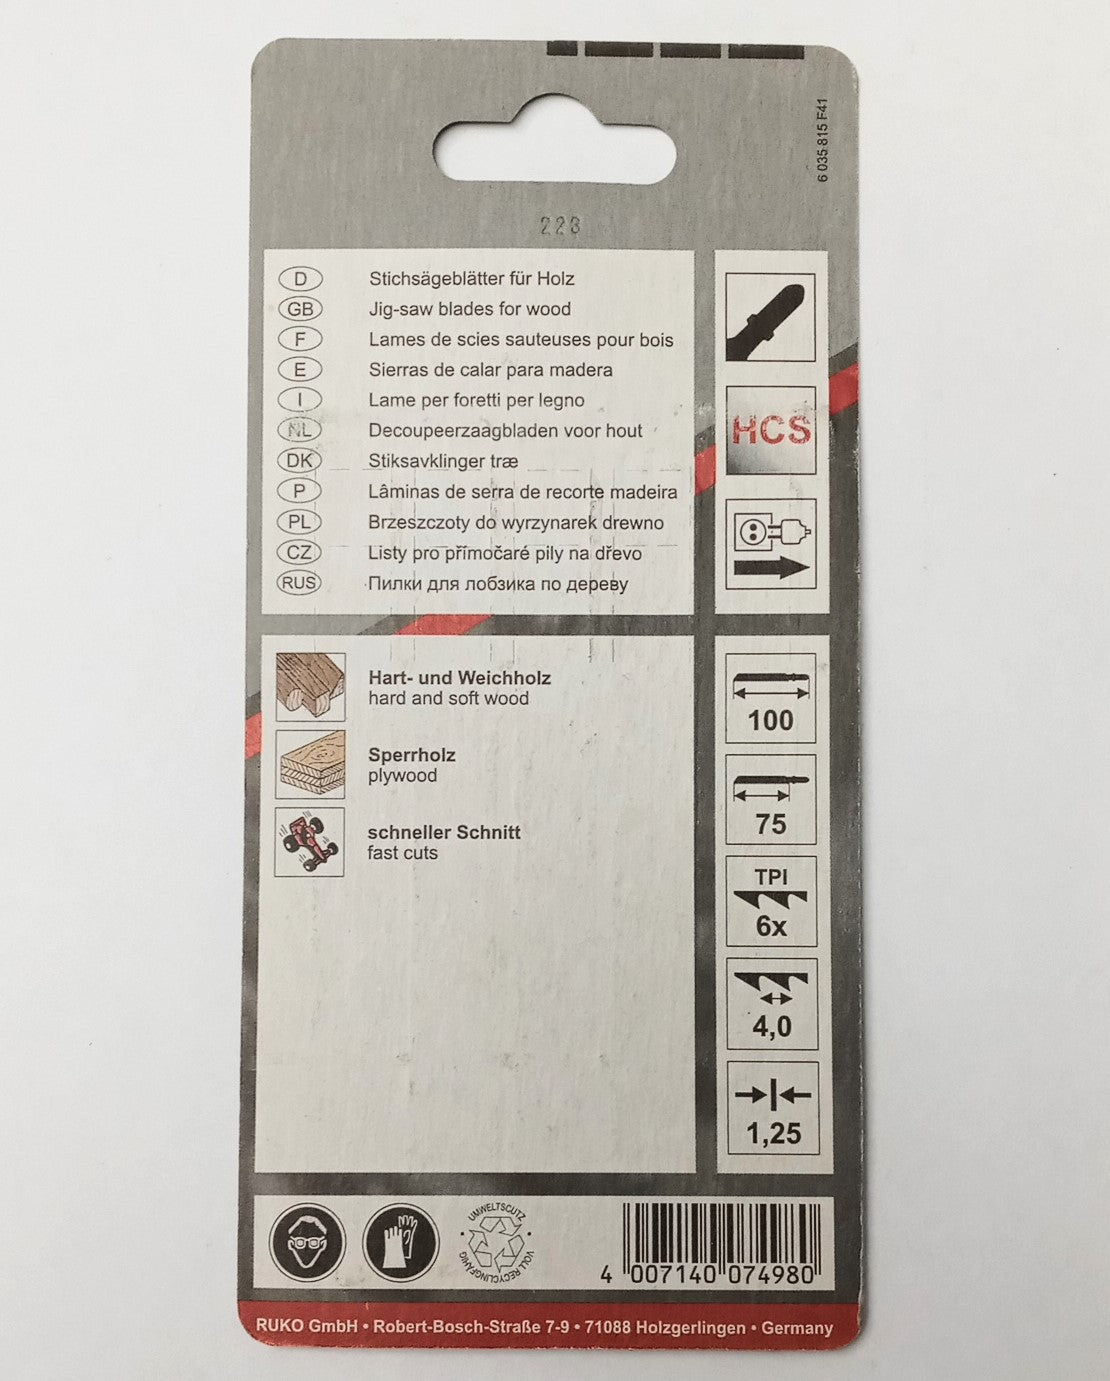 6 035 815 F41
223
D Stichsägeblätter für Holz
GB Jig-saw blades for wood
F Lames de scies sauteuses pour bois
E Sierras de calar para madera
I Lame per foretti per legno
NL Decoupeerzaagbladen voor hout
DK Stiksavklinger træ
P Lâminas de serra de recorte madeira
PL Brzeszczoty do wyrzynarek drewno
CZ Listy pro přímočaré pily na dřevo
RUS Пилки для лобзика по дереву
HCS
Hart- und Weichholz
hard and soft wood
Sperrholz
plywood
schneller Schnitt
fast cuts
100
75
TPI
6x
4,0
1,25
UMWELTSCUTZ
• VOLL RECYCLINGFÄHIG •
4 007140 074980
RUKO GmbH • Robert-Bosch-Straße 7-9 • 71088 Holzgerlingen • Germany